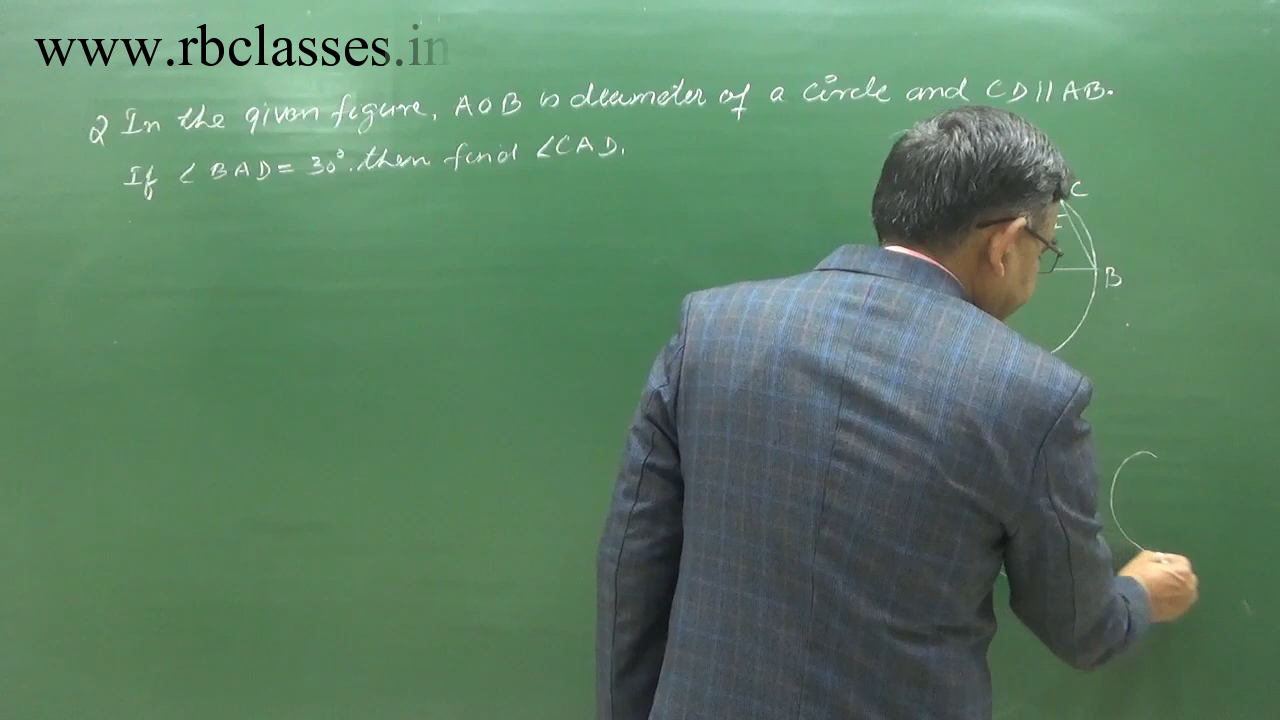 www.rbclasses.in
Q In the given figure, AOB is diameter of a circle and CD || AB.
If ∠BAD = 30°. then find ∠CAD.
C
B